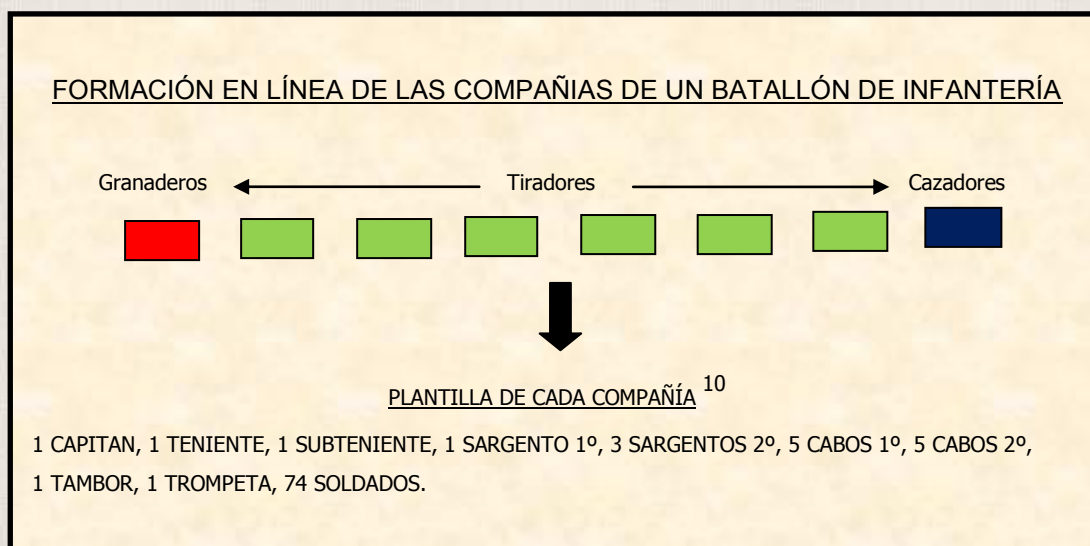 FORMACIÓN EN LÍNEA DE LAS COMPAÑIAS DE UN BATALLÓN DE INFANTERÍA
Granaderos Tiradores Cazadores
PLANTILLA DE CADA COMPAÑÍA 10
1 CAPITAN, 1 TENIENTE, 1 SUBTENIENTE, 1 SARGENTO 1º, 3 SARGENTOS 2º, 5 CABOS 1º, 5 CABOS 2º,
1 TAMBOR, 1 TROMPETA, 74 SOLDADOS.